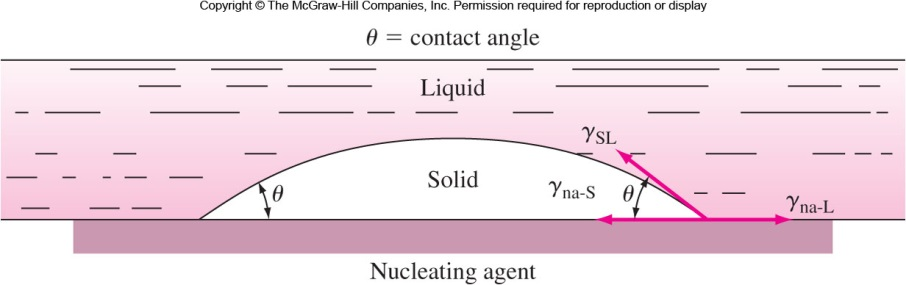 Copyright © The McGraw-Hill Companies, Inc. Permission required for reproduction or display
θ = contact angle
Liquid
γSL
Solid
θ
γna-S
θ
γna-L
Nucleating agent